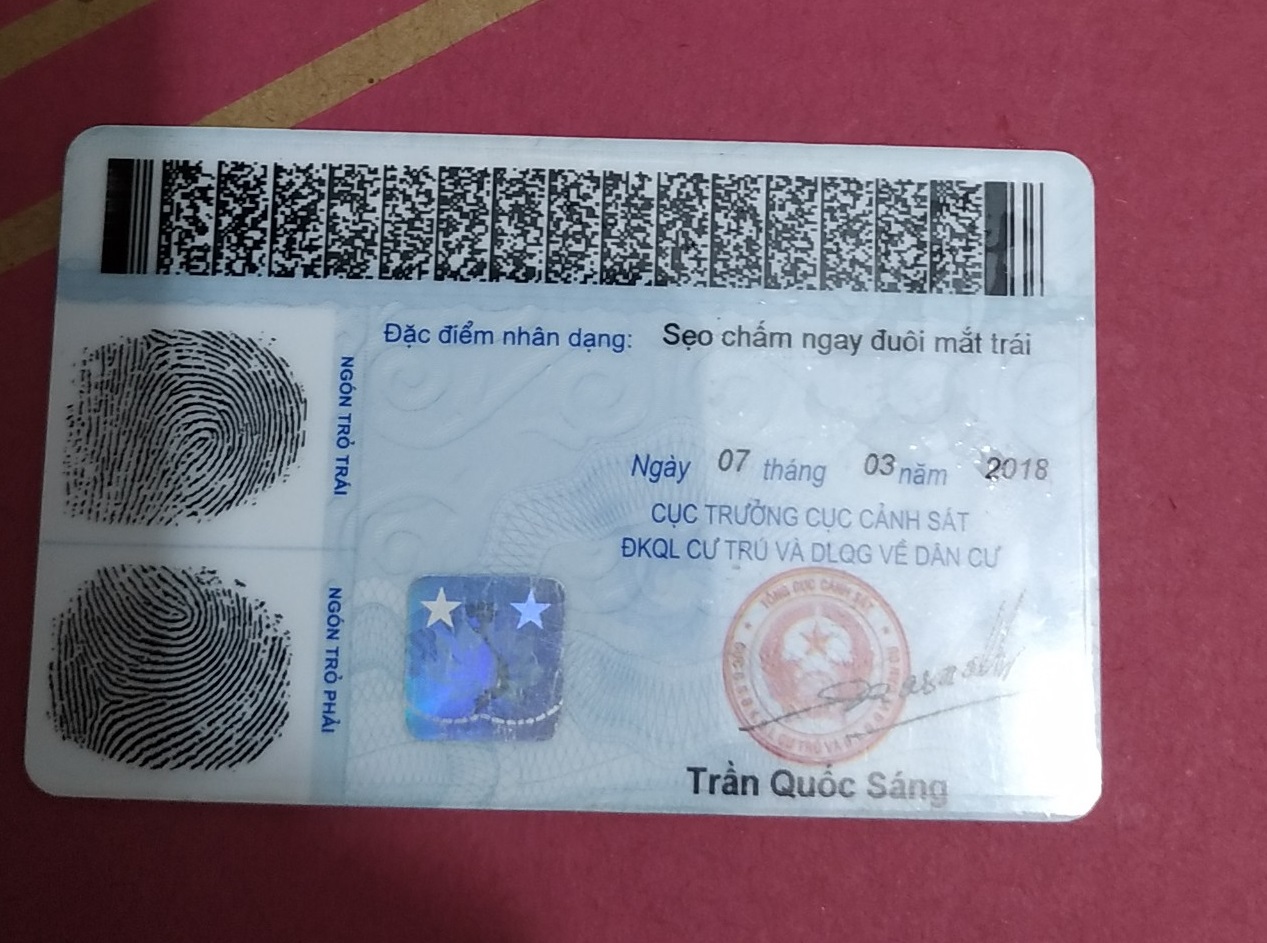 Đặc điểm nhân dạng: Sẹo chấm ngay đuôi mắt trái
NGÓN TRỎ TRÁI
Ngày 07 tháng 03 năm 2018
CỤC TRƯỞNG CỤC CẢNH SÁT
ĐKQL CƯ TRÚ VÀ DLQG VỀ DÂN CƯ
NGÓN TRỎ PHẢI
TỔNG CỤC CẢNH SÁT
CƯ TRÚ VÀ
Trần Quốc Sáng